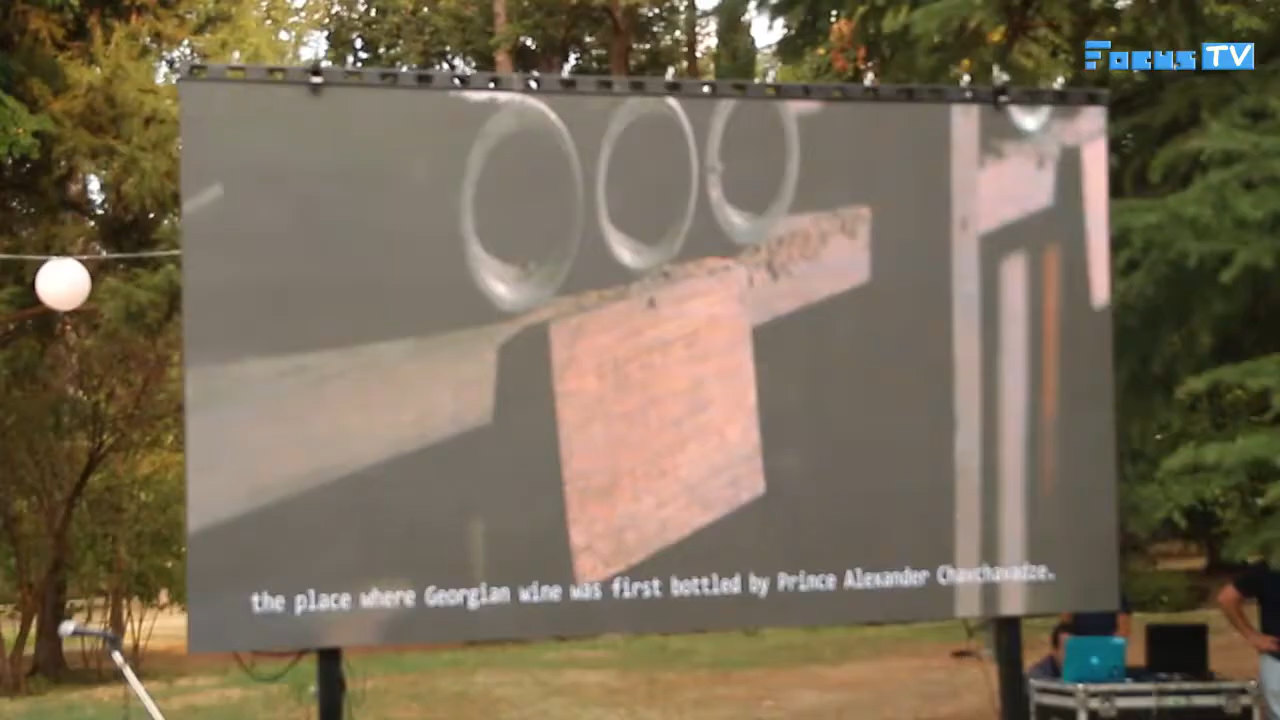 Focus TV
the place where Georgian wine was first bottled by Prince Alexander Chavchavadze.